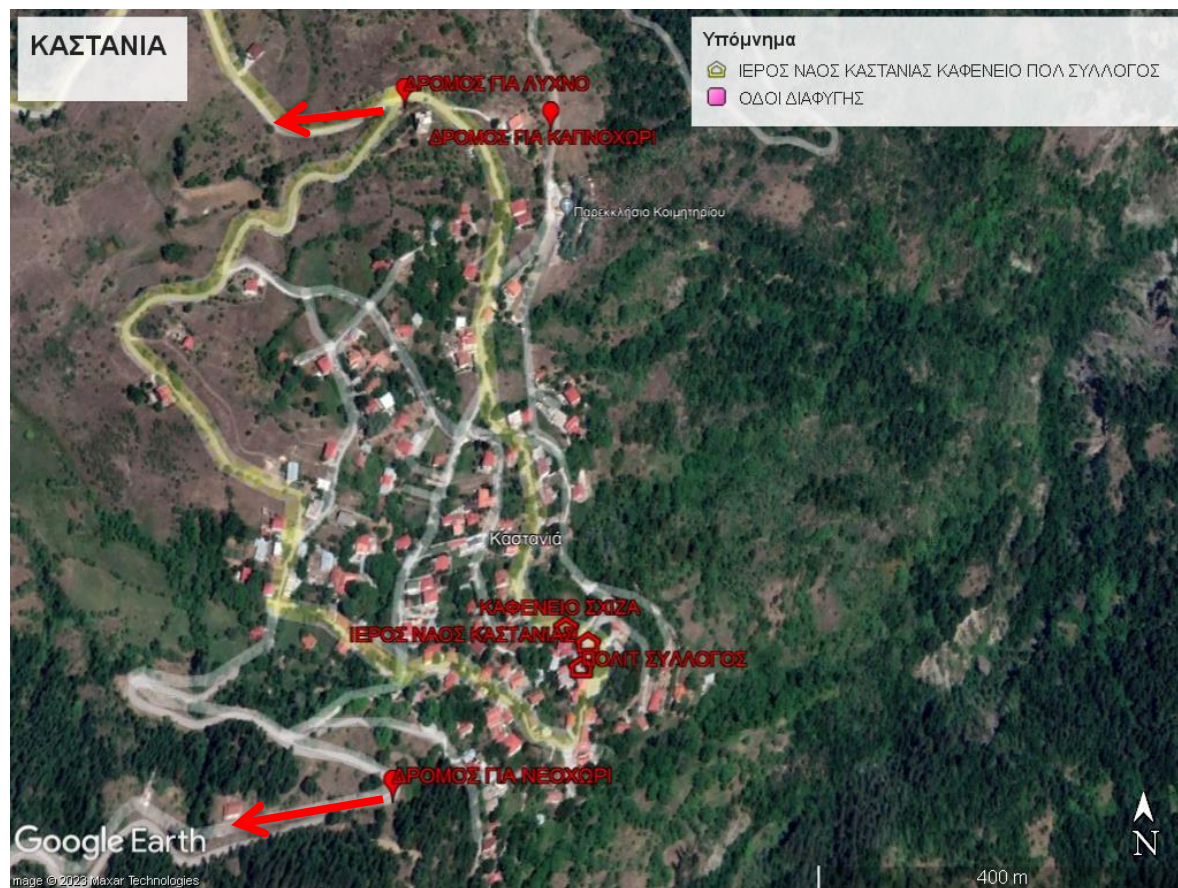 ΚΑΣΤΑΝΙΑ
Υπόμνημα
ΙΕΡΟΣ ΝΑΟΣ ΚΑΣΤΑΝΙΑΣ ΚΑΦΕΝΕΙΟ ΠΟΛ ΣΥΛΛΟΓΟΣ
ΟΔΟΙ ΔΙΑΦΥΓΗΣ
ΔΡΟΜΟΣ ΓΙΑ ΛΥΧΝΟ
ΔΡΟΜΟΣ ΓΙΑ ΚΑΠΝΟΧΩΡΙ
Παρεκκλήσιο Κοιμητηρίου
Καστανιά
ΚΑΦΕΝΕΙΟ ΣΧΙΖΑ
ΙΕΡΟΣ ΝΑΟΣ ΚΑΣΤΑΝΙΑΣ
ΠΟΛΙΤ ΣΥΛΛΟΓΟΣ
ΔΡΟΜΟΣ ΓΙΑ ΝΕΟΧΩΡΙ
Google Earth
N
400 m
mage © 2023 Maxar Technologies